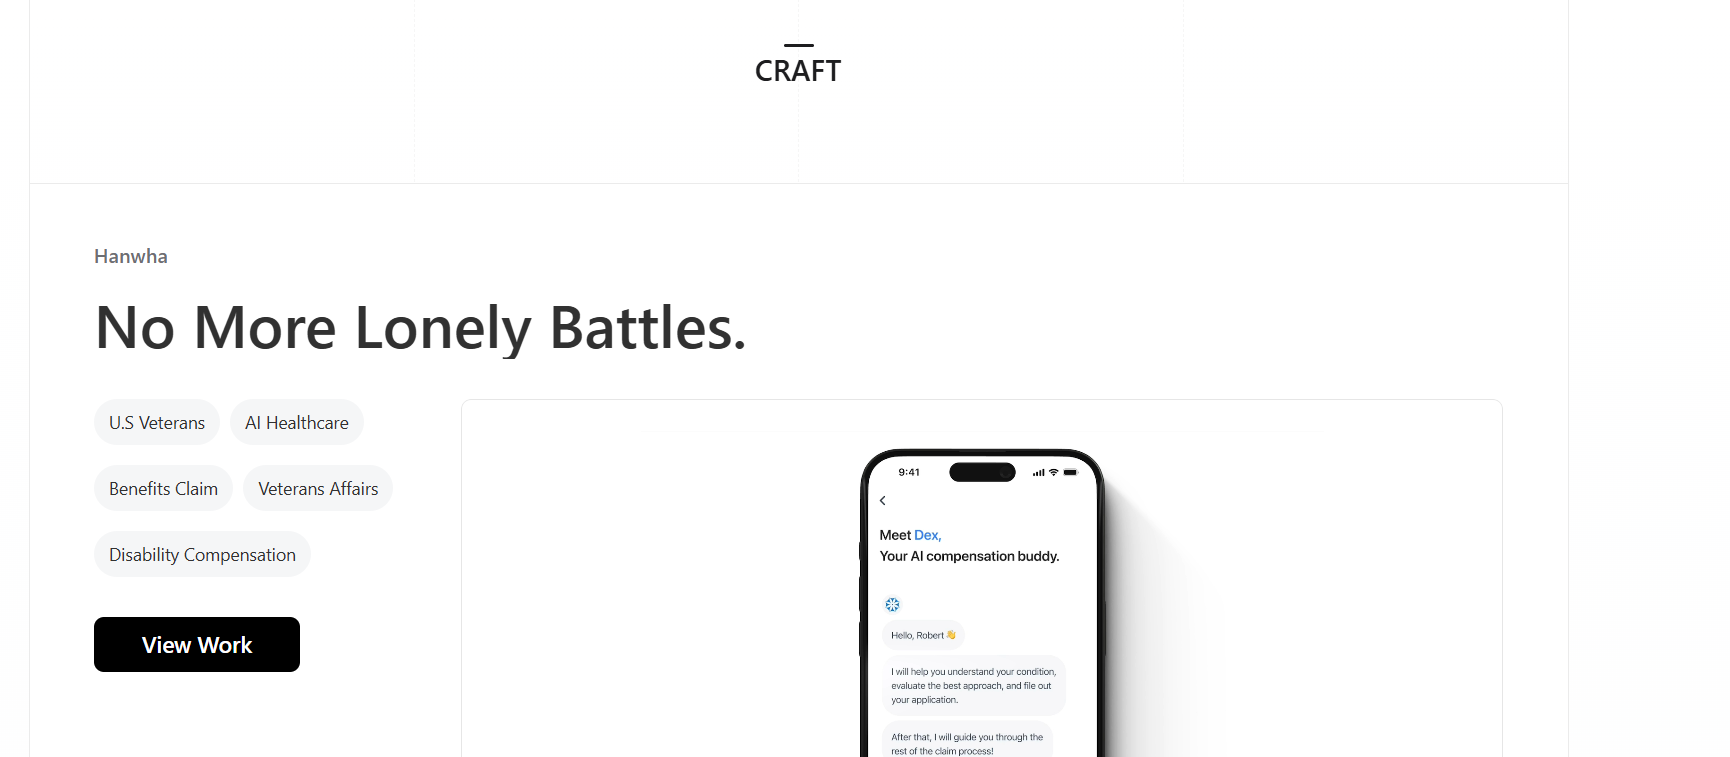 CRAFT
Hanwha
No More Lonely Battles.
U.S Veterans
AI Healthcare
Benefits Claim
Veterans Affairs
Disability Compensation
View Work
9:41
Meet Dex,
Your AI compensation buddy.
Hello, Robert 👋
I will help you understand your condition,
evaluate the best approach, and file out
your application.
After that, I will guide you through the
rest of the claim process!